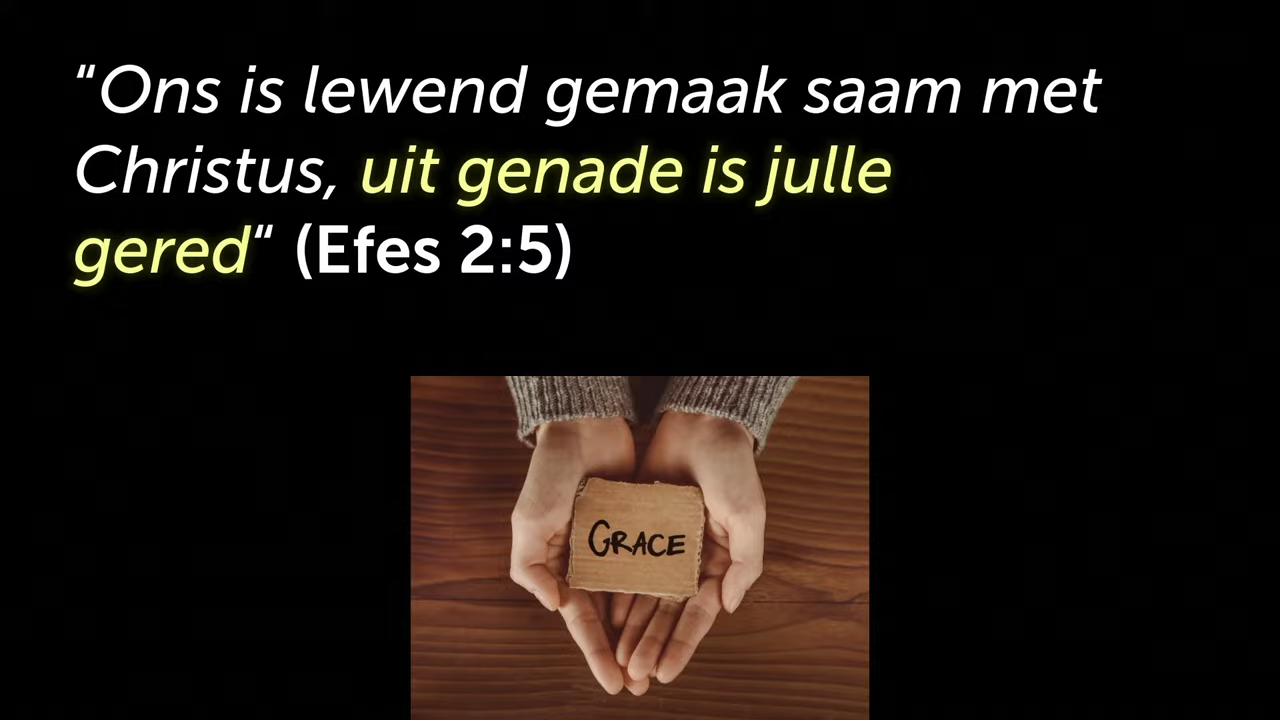 “Ons is lewend gemaak saam met
Christus, uit genade is julle
gered“ (Efes 2:5)
GRACE